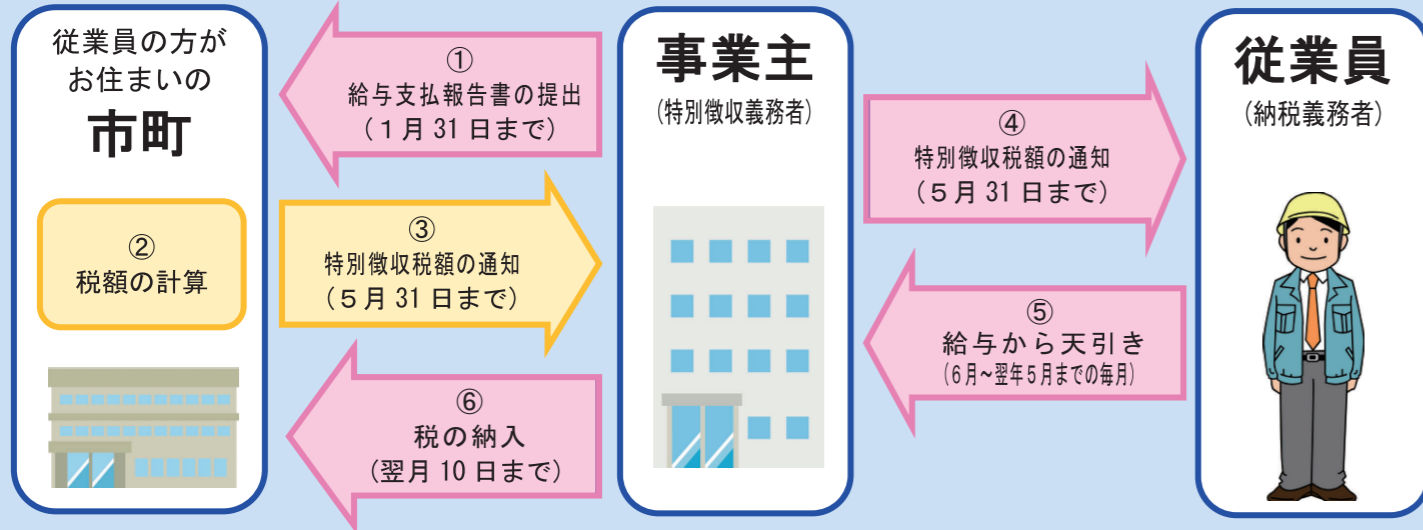 従業員の方が
お住まいの
市町
②
税額の計算
①
給与支払報告書の提出
(1月31日まで)
③
特別徴収税額の通知
(5月31日まで)
⑥
税の納入
(翌月10日まで)
事業主
(特別徴収義務者)
④
特別徴収税額の通知
(5月31日まで)
⑤
給与から天引き
(6月~翌年5月までの毎月)
従業員
(納税義務者)